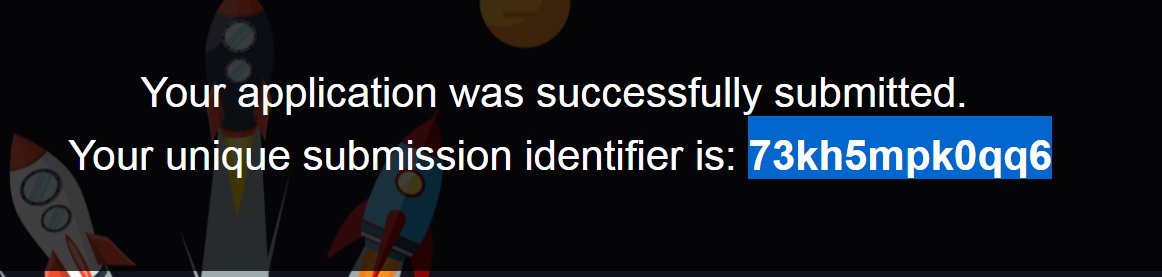 Your application was successfully submitted.
Your unique submission identifier is: 73kh5mpk0qq6